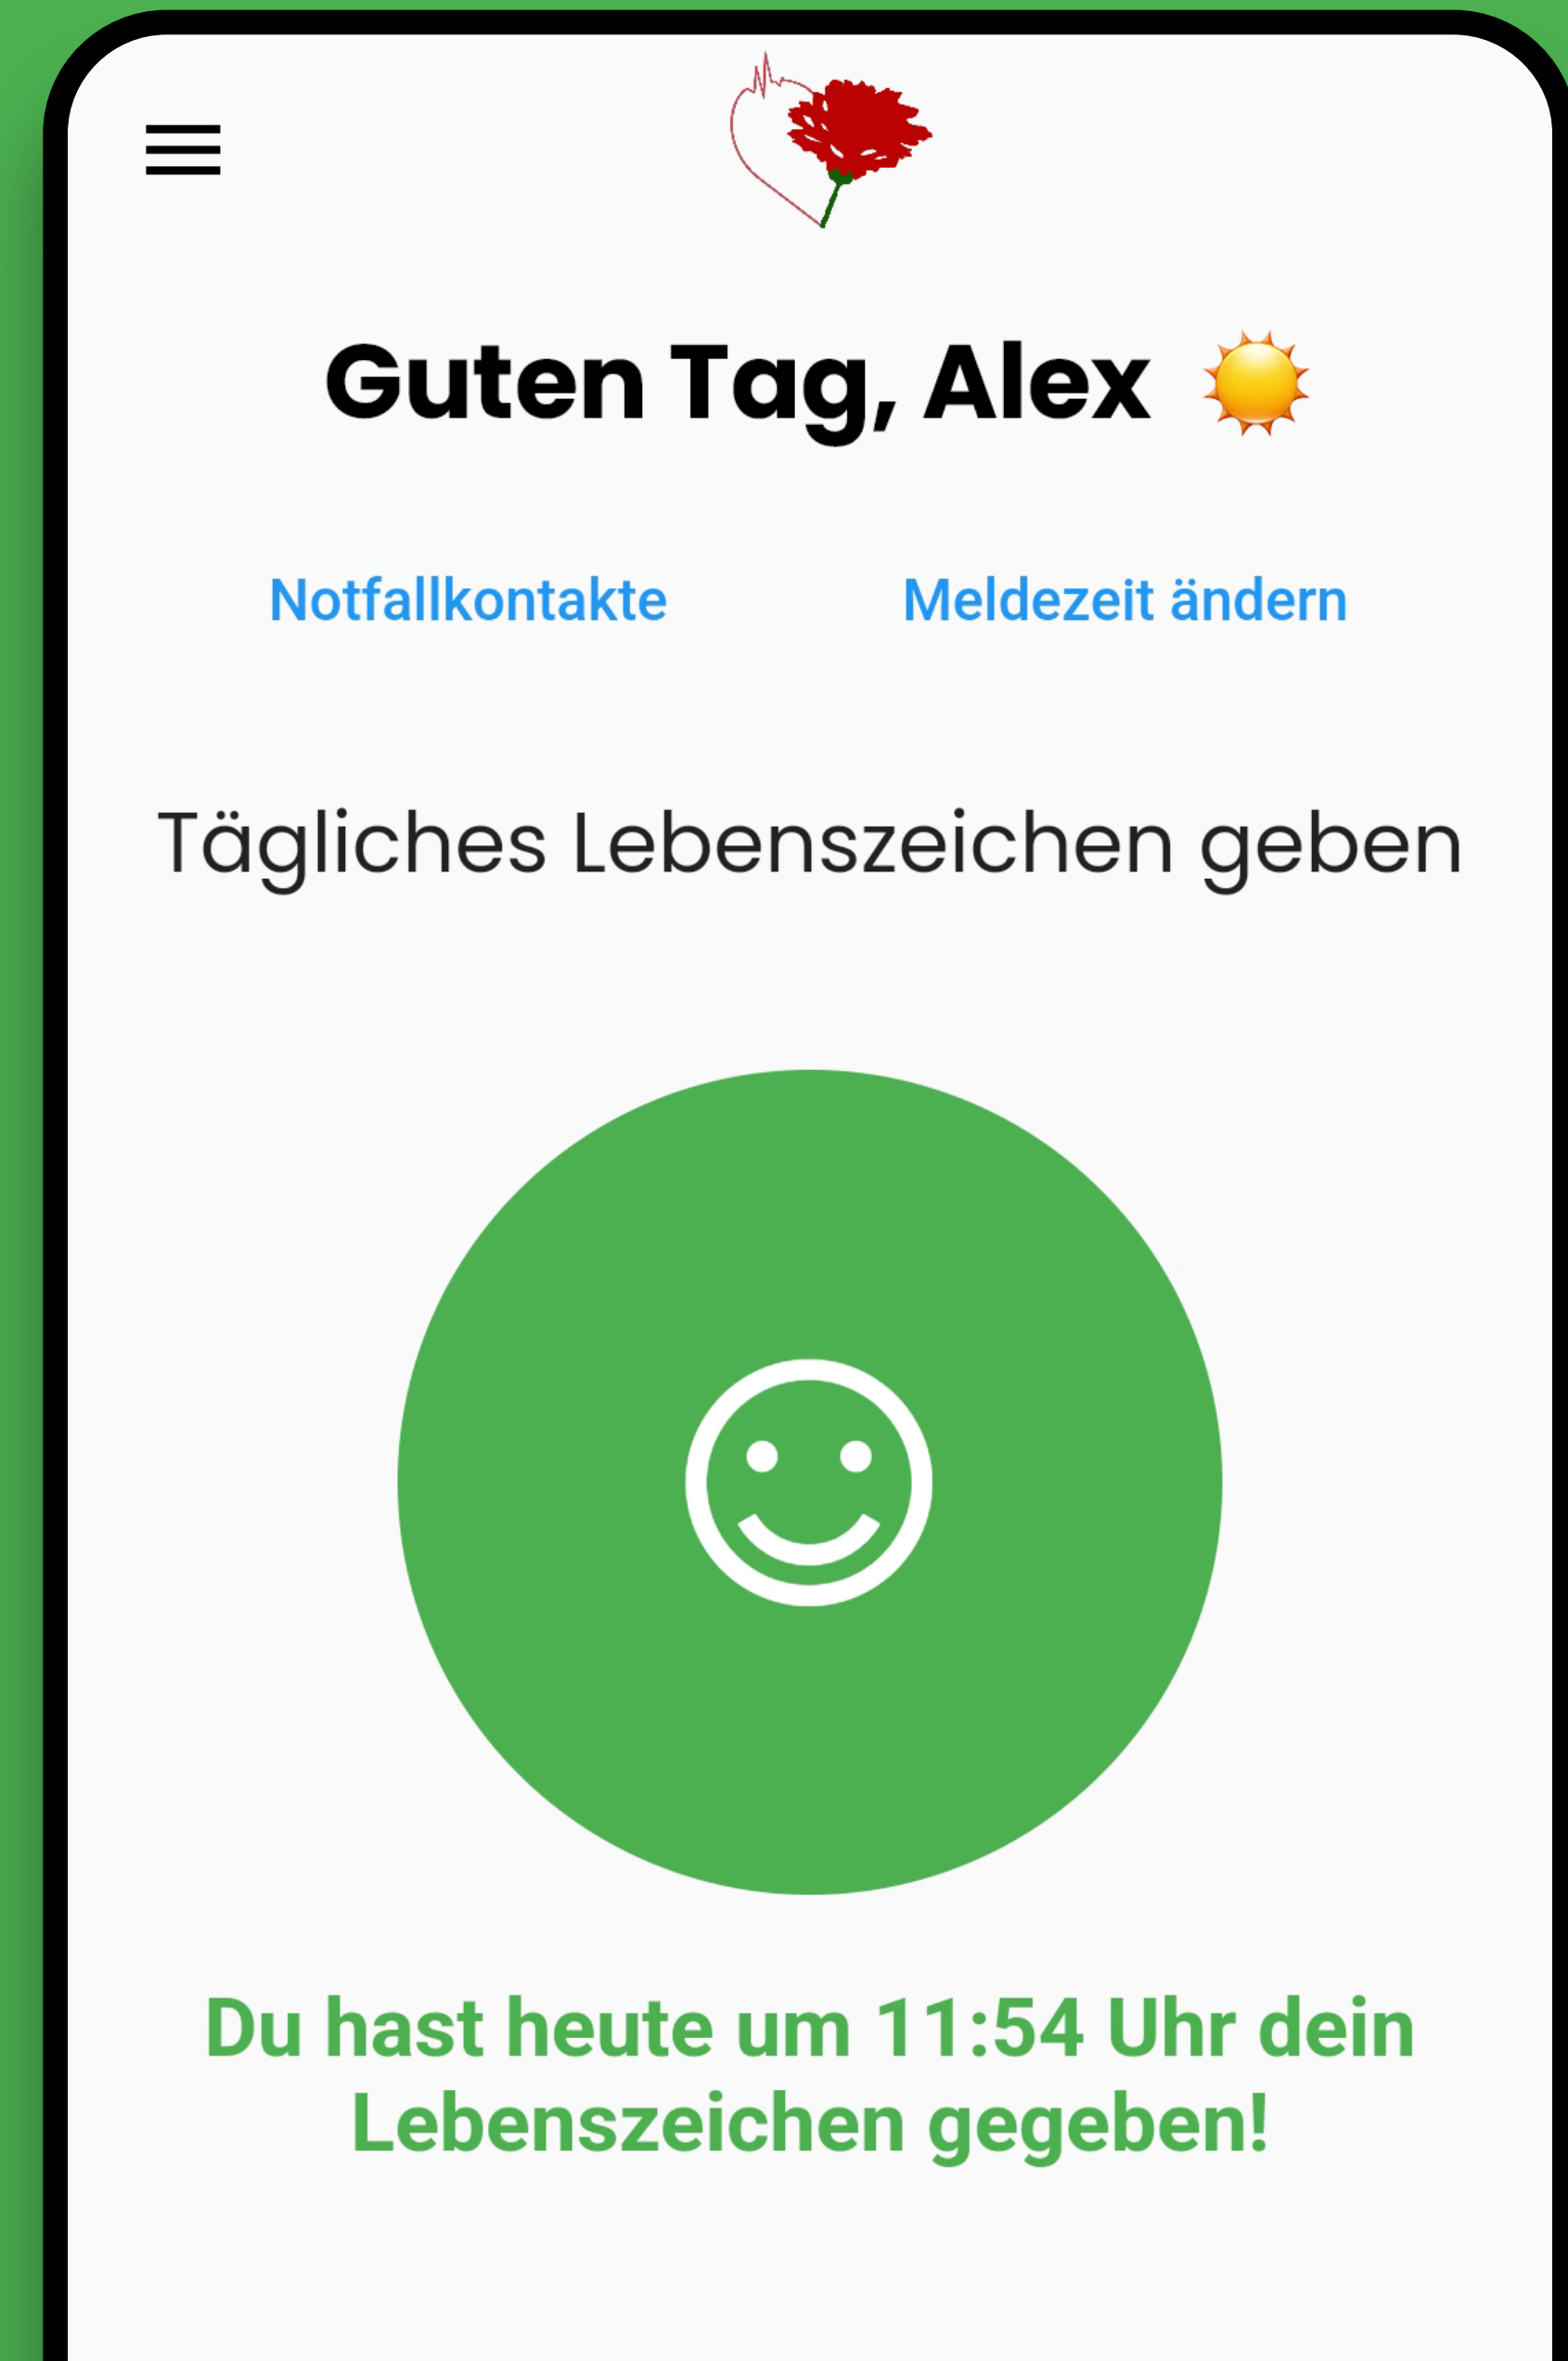 Guten Tag, Alex ☀️
Notfallkontakte
Meldezeit ändern
Tägliches Lebenszeichen geben
Du hast heute um 11:54 Uhr dein
Lebenszeichen gegeben!